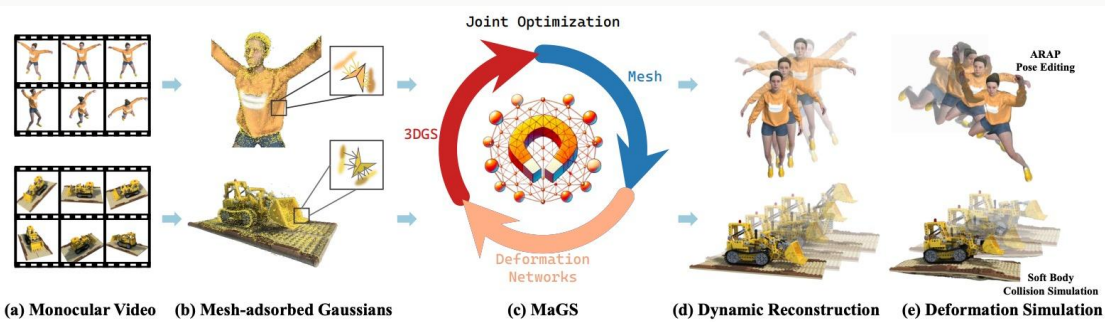 Joint Optimization
Mesh
3DGS
Deformation
Networks
ARAP
Pose Editing
Soft Body
Collision Simulation
(a) Monocular Video
(b) Mesh-adsorbed Gaussians
(c) MaGS
(d) Dynamic Reconstruction
(e) Deformation Simulation